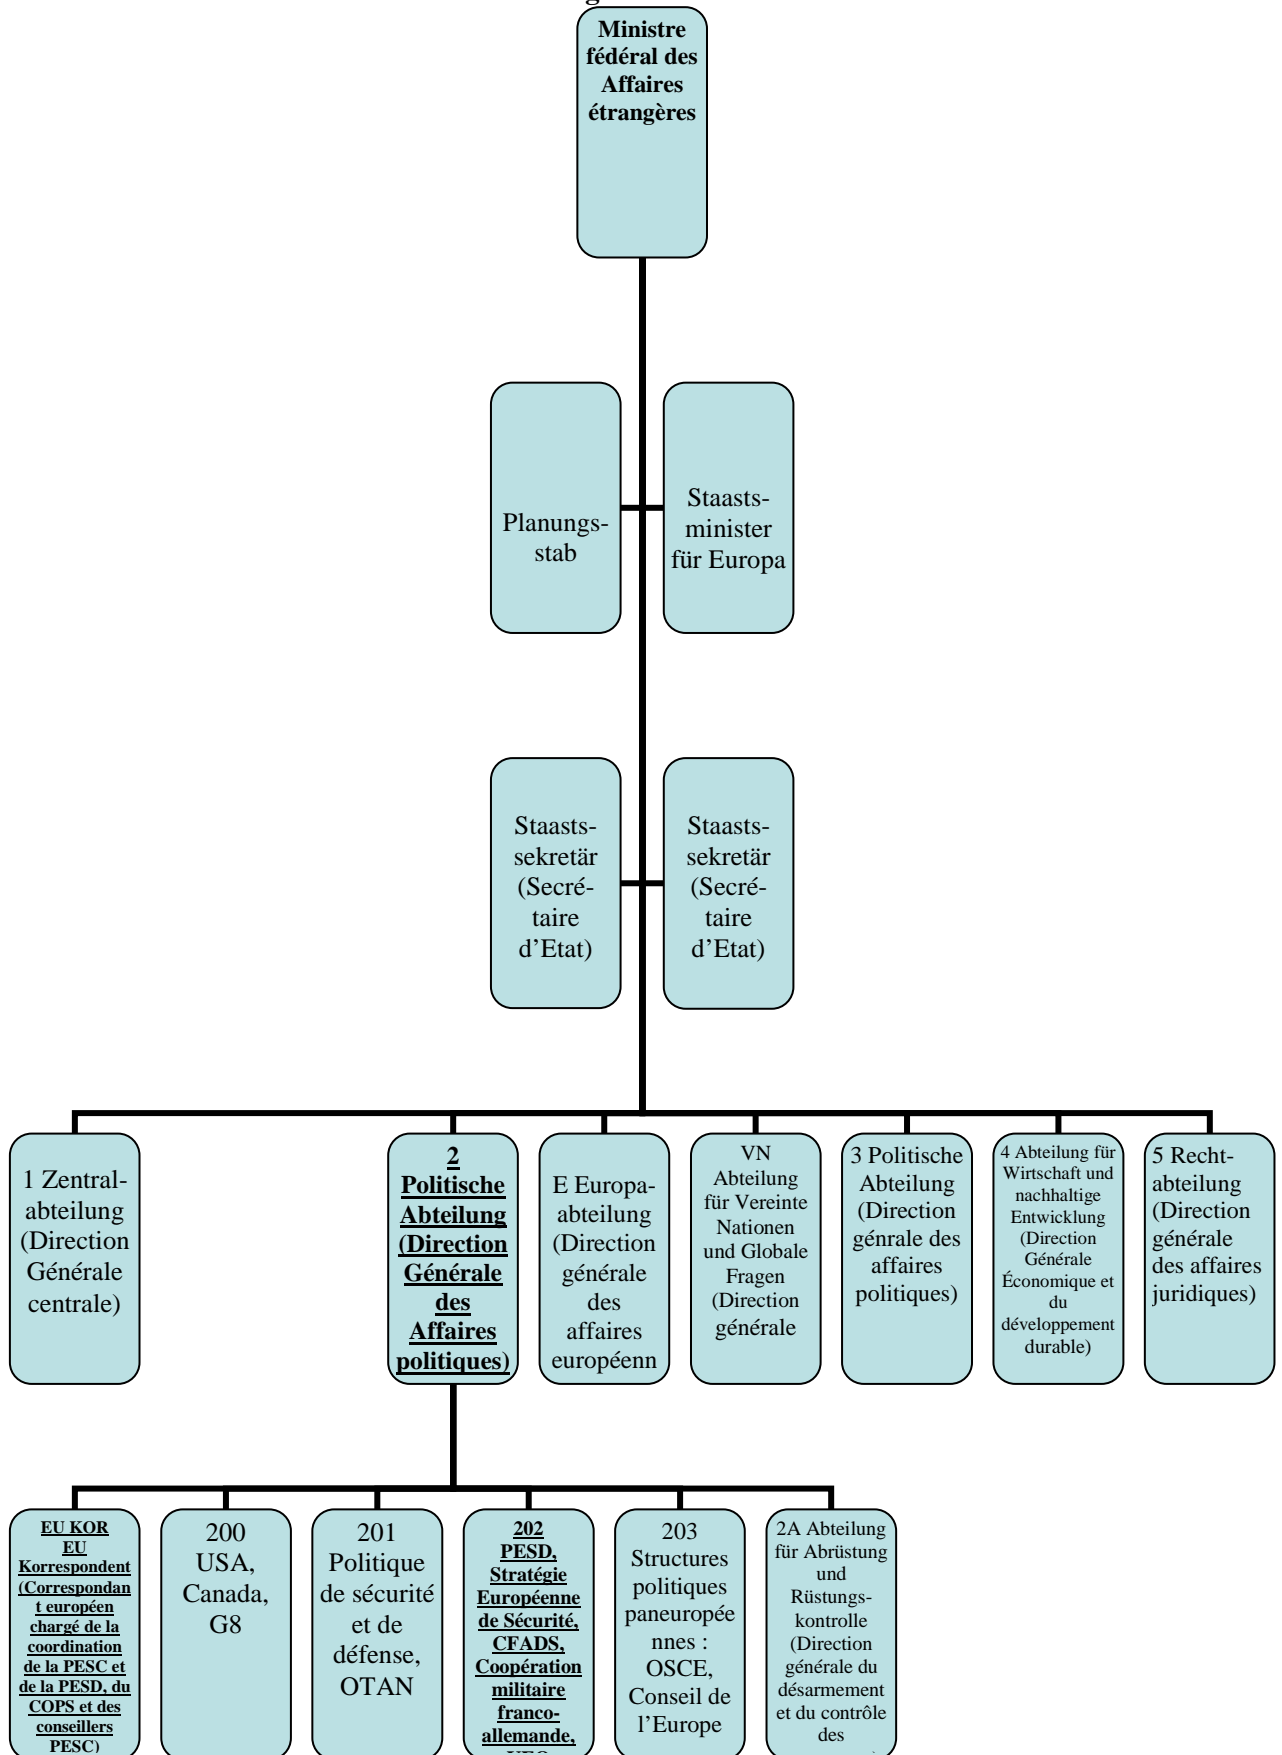 Ministre
fédéral des
Affaires
étrangères
Planungs-
stab
Staasts-
minister
für Europa
Staasts-
sekretär
(Secré-
taire
d’Etat)
Staasts-
sekretär
(Secré-
taire
d’Etat)
1 Zentral-
abteilung
(Direction
Générale
centrale)
2
Politische
Abteilung
(Direction
Générale
des
Affaires
politiques)
E Europa-
abteilung
(Direction
générale
des
affaires
européenn
VN
Abteilung
für Vereinte
Nationen
und Globale
Fragen
(Direction
générale
3 Politische
Abteilung
(Direction
génrale des
affaires
politiques)
4 Abteilung für
Wirtschaft und
nachhaltige
Entwicklung
(Direction
Générale
Économique et
du
développement
durable)
5 Recht-
abteilung
(Direction
générale
des affaires
juridiques)
EU KOR
EU
Korrespondent
(Correspondan
t européen
chargé de la
coordination
de la PESC et
de la PESD, du
COPS et des
conseillers
PESC)
200
USA,
Canada,
G8
201
Politique
de sécurité
et de
défense,
OTAN
202
PESD,
Stratégie
Européenne
de Sécurité,
CFADS,
Coopération
militaire
franco-
allemande,
203
Structures
politiques
paneuropée
nnes :
OSCE,
Conseil de
l’Europe
2A Abteilung
für Abrüstung
und
Rüstungs-
kontrolle
(Direction
générale du
désarmement
et du contrôle
des